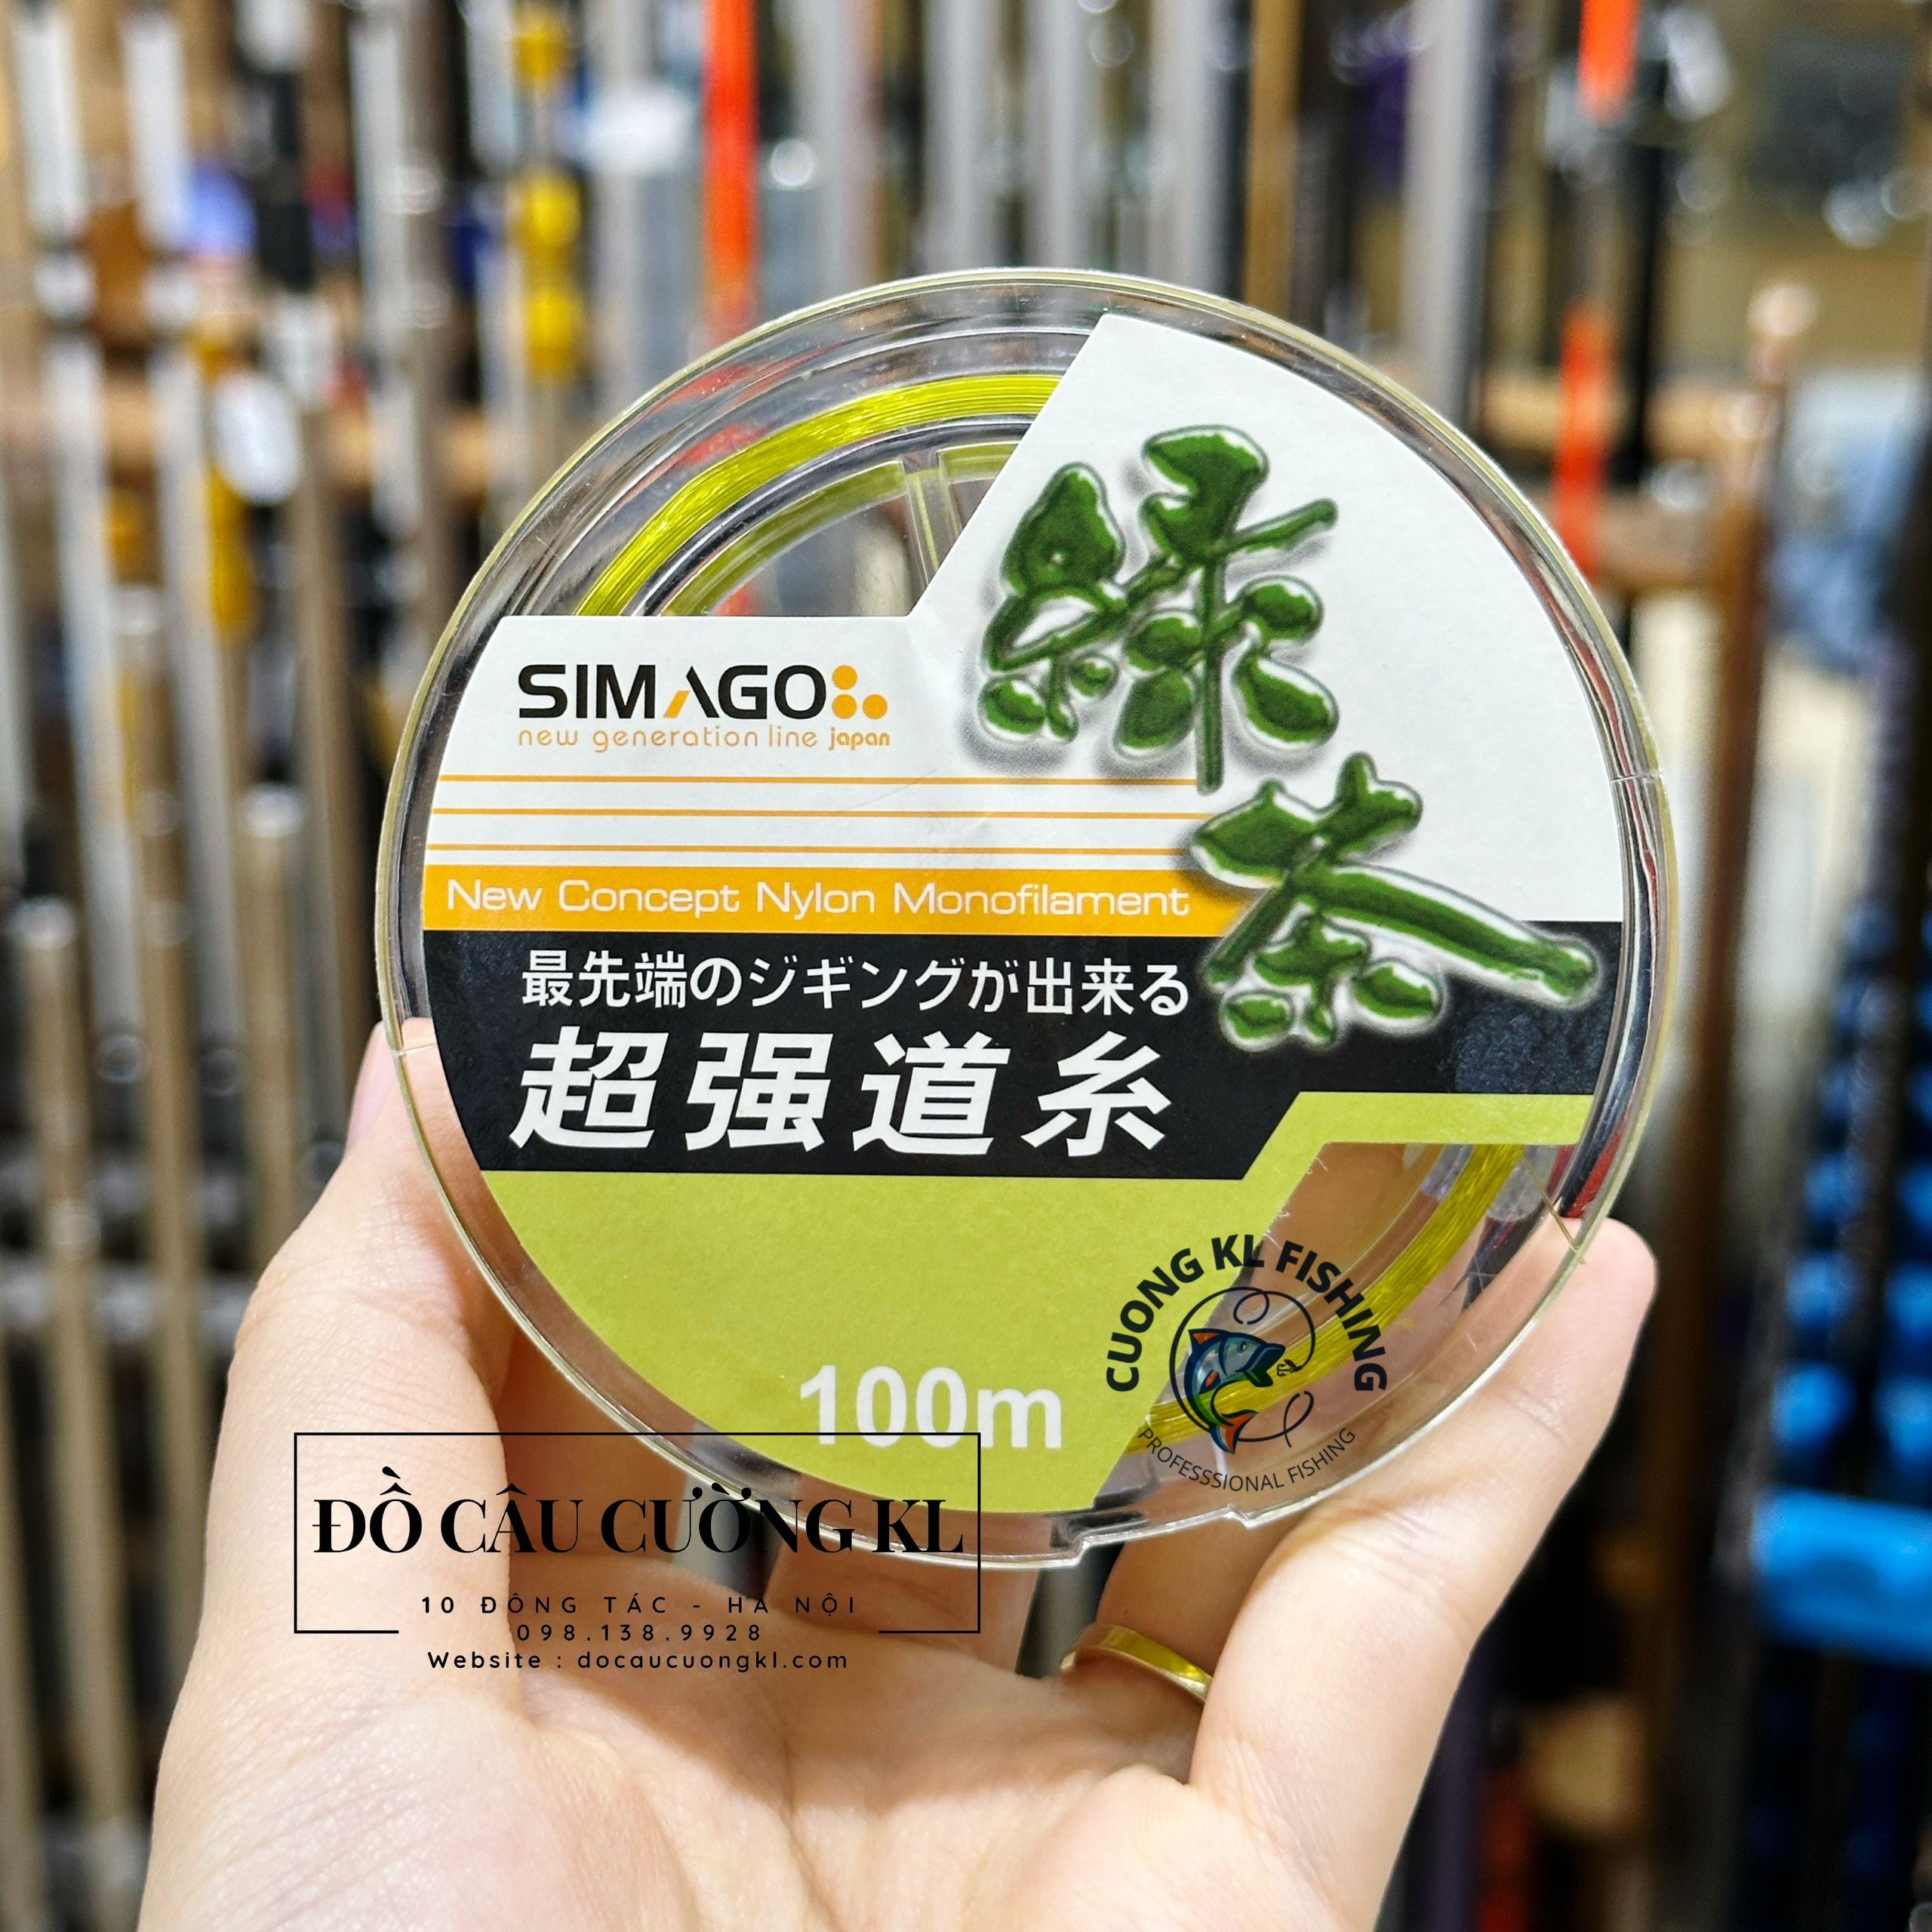 緑
茶
SIMAGO
new generation line japan
New Concept Nylon Monofilament
最先端のジギングが出来る
超强道糸
100m
CUONG KL FISHING
PROFESSSIONAL FISHING
ĐỒ CÂU CƯỜNG KL
10 ĐÔNG TÁC - HÀ NỘI
098.138.9928
Website : docaucuongkl.com